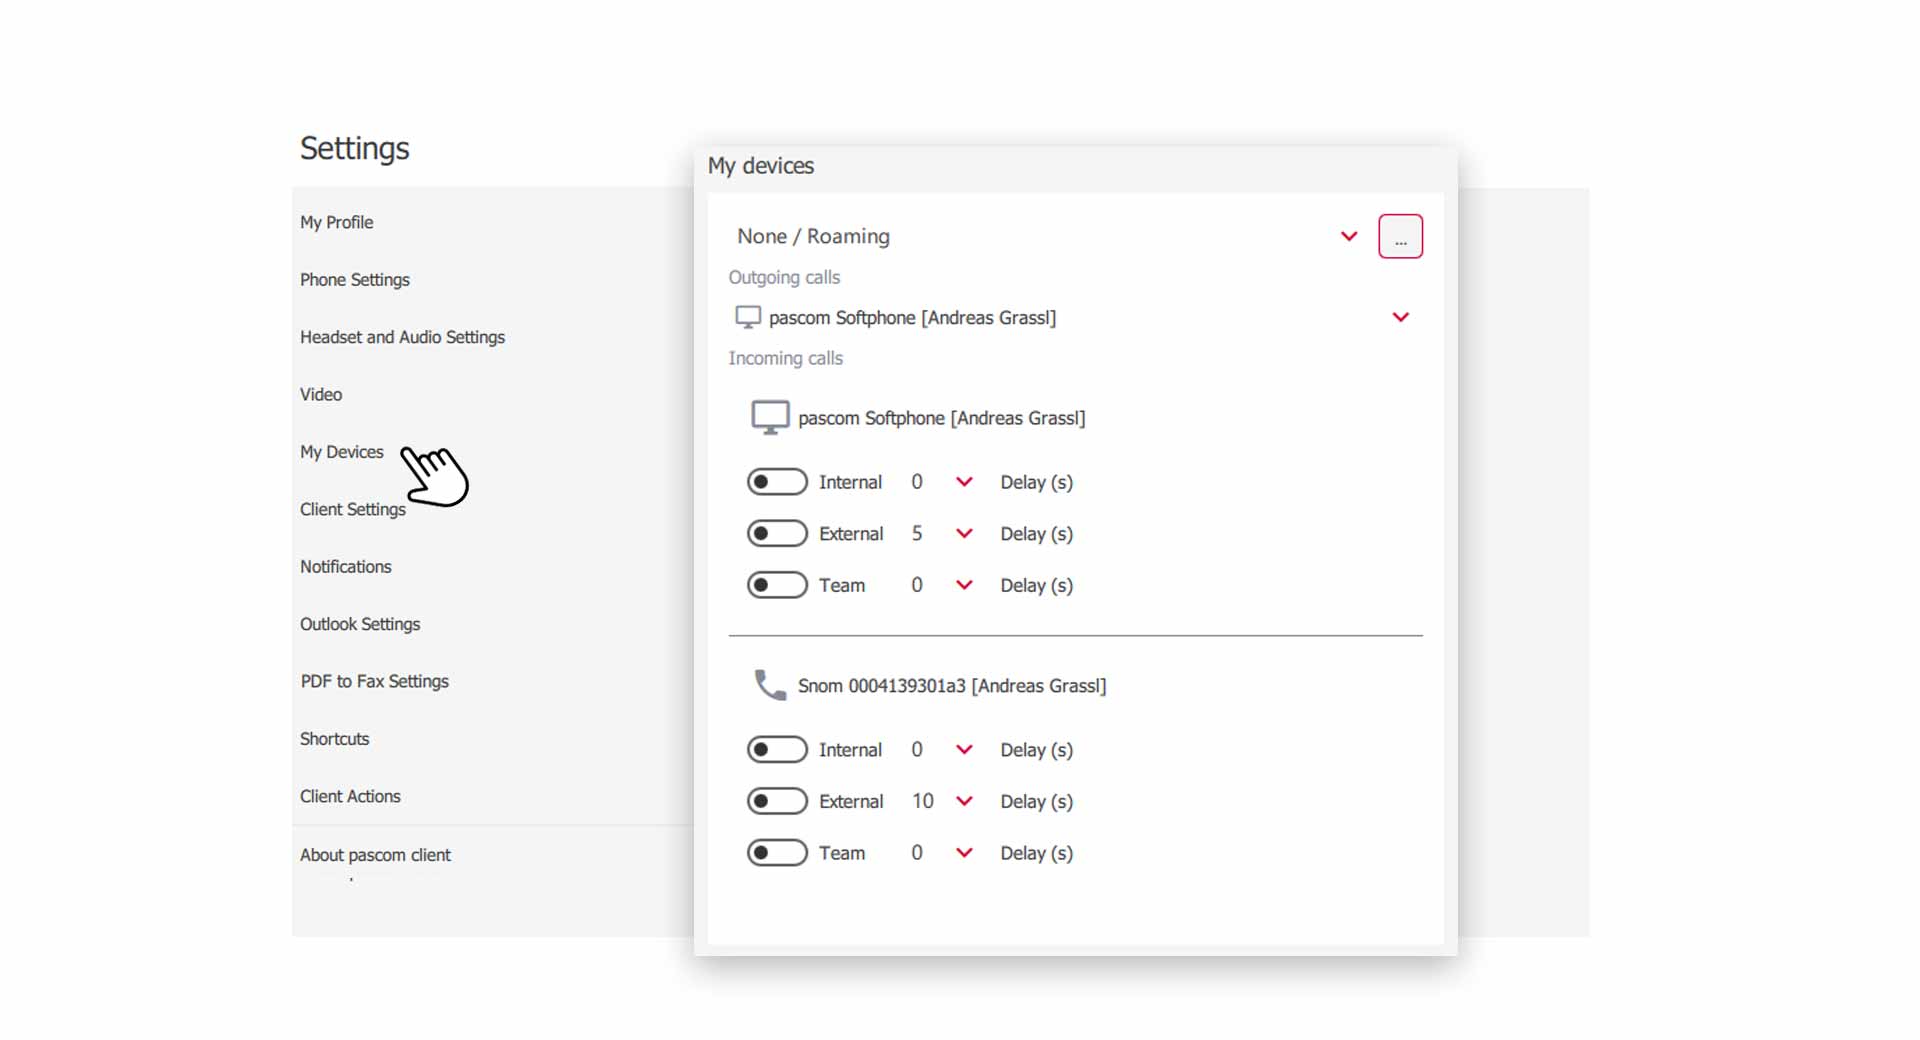 Settings
My Profile
Phone Settings
Headset and Audio Settings
Video
My Devices
Client Settings
Notifications
Outlook Settings
PDF to Fax Settings
Shortcuts
Client Actions
About pascom client
My devices
None / Roaming
...
Outgoing calls
pascom Softphone [Andreas Grassl]
Incoming calls
pascom Softphone [Andreas Grassl]
Internal 0 Delay (s)
External 5 Delay (s)
Team 0 Delay (s)
Snom 0004139301a3 [Andreas Grassl]
Internal 0 Delay (s)
External 10 Delay (s)
Team 0 Delay (s)